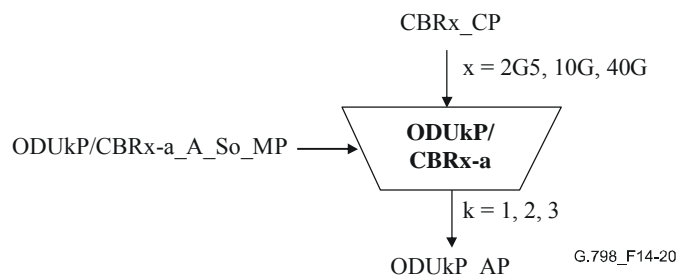 CBRx_CP
x = 2G5, 10G, 40G
ODUkP/CBRx-a_A_So_MP
ODUkP/
CBRx-a
k = 1, 2, 3
ODUkP_AP
G.798_F14-20